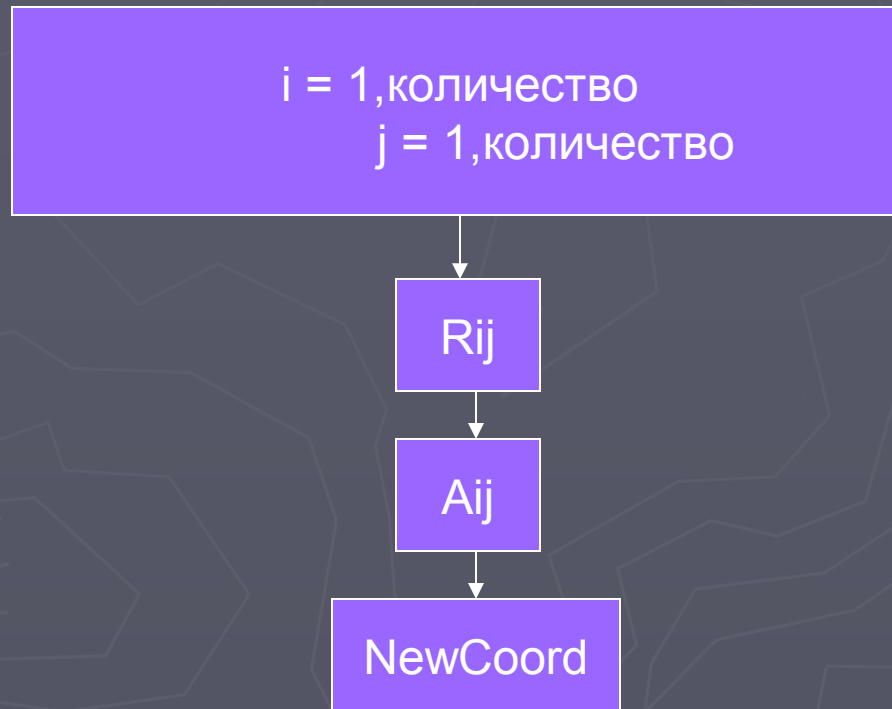 i = 1,количество
j = 1,количество
Rij
Aij
NewCoord